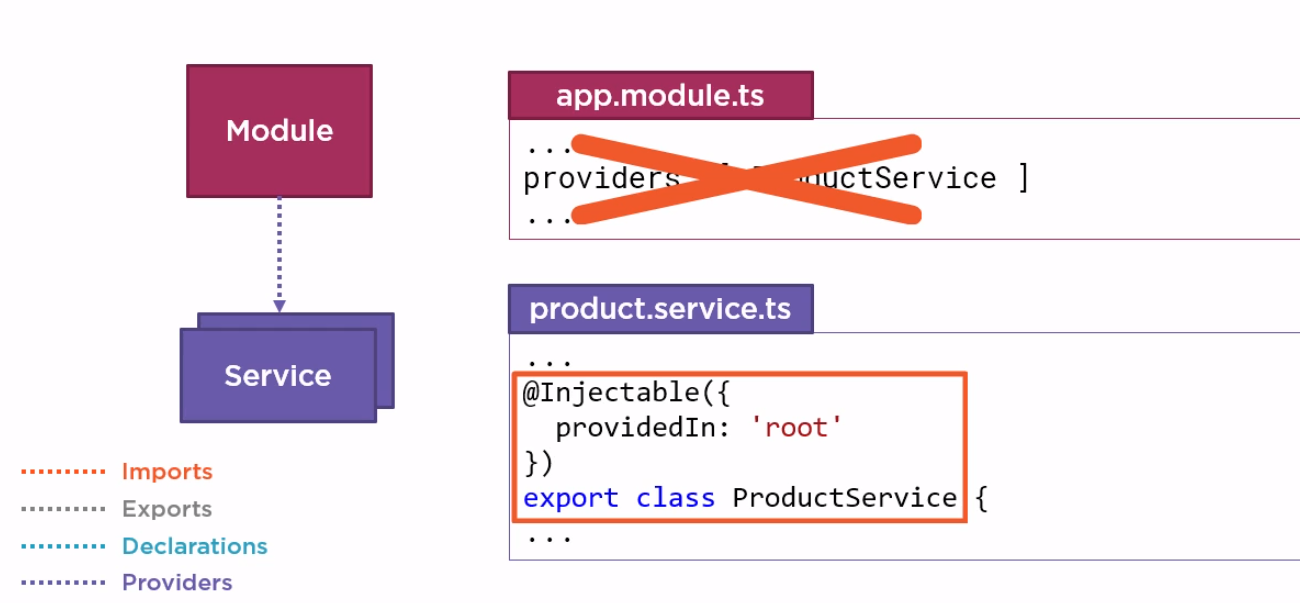 Module
Service
Imports
Exports
Declarations
Providers
app.module.ts
...
providers ProductService ]
...
product.service.ts
...
@Injectable({
providedIn: 'root'
})
export class ProductService {
...